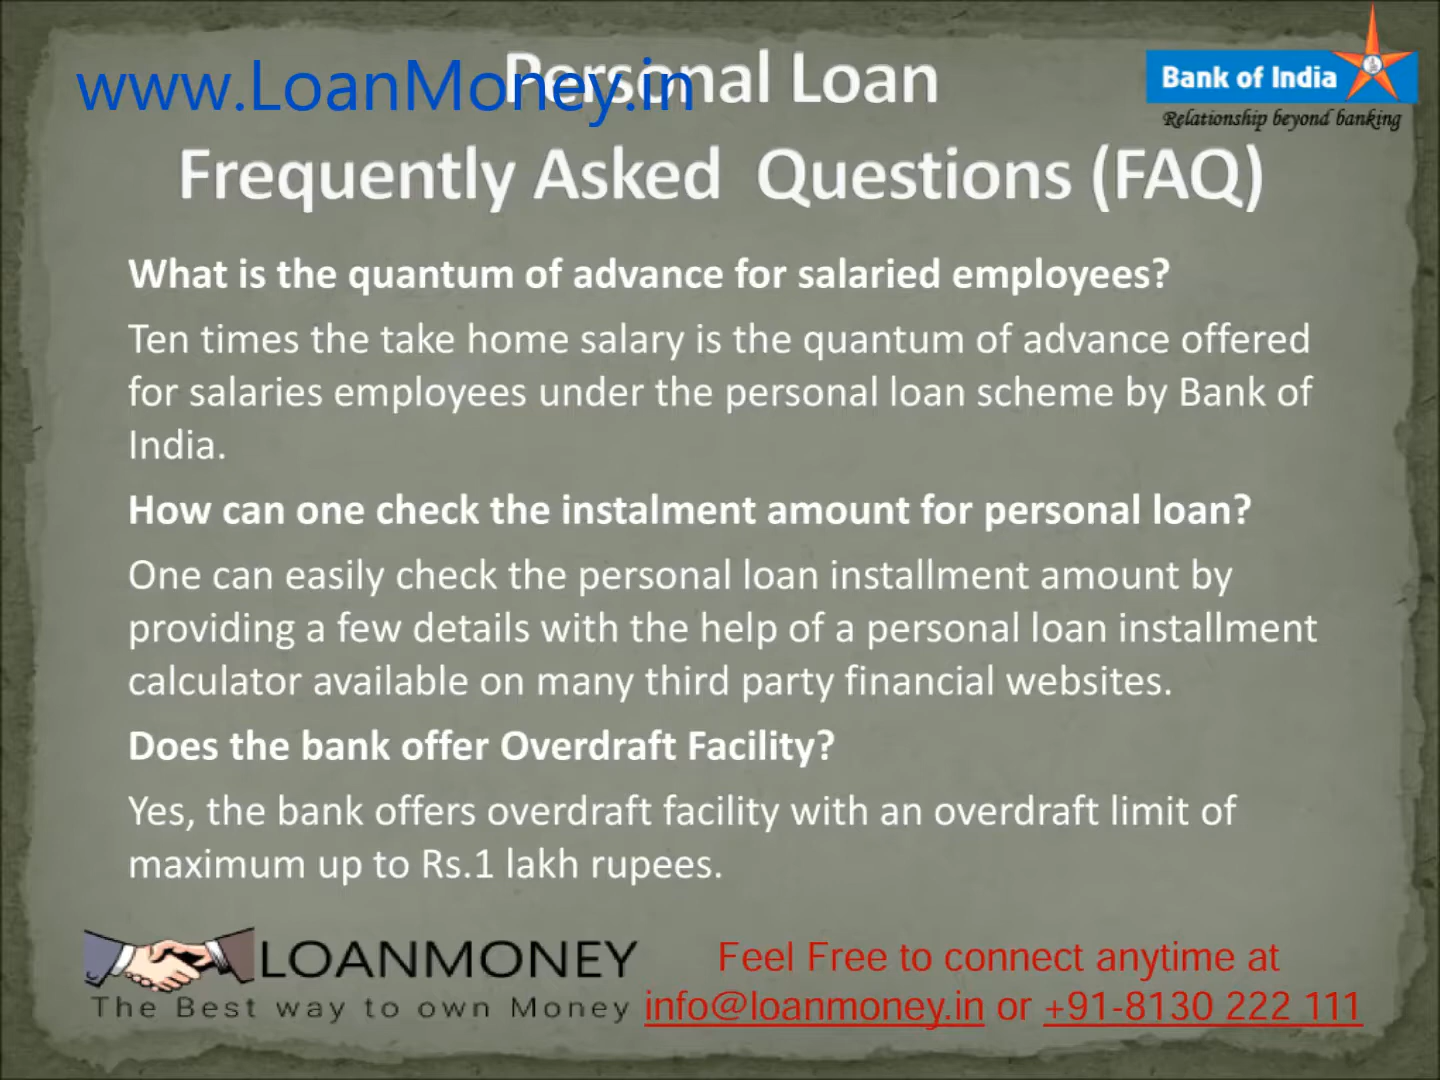 www.LoanMoney.in
Personal Loan
Bank of India
Relationship beyond banking
Frequently Asked Questions (FAQ)
What is the quantum of advance for salaried employees?
Ten times the take home salary is the quantum of advance offered
for salaries employees under the personal loan scheme by Bank of
India.
How can one check the instalment amount for personal loan?
One can easily check the personal loan installment amount by
providing a few details with the help of a personal loan installment
calculator available on many third party financial websites.
Does the bank offer Overdraft Facility?
Yes, the bank offers overdraft facility with an overdraft limit of
maximum up to Rs.1 lakh rupees.
LOANMONEY
The Best way to own Money
Feel Free to connect anytime at
info@loanmoney.in or +91-8130 222 111